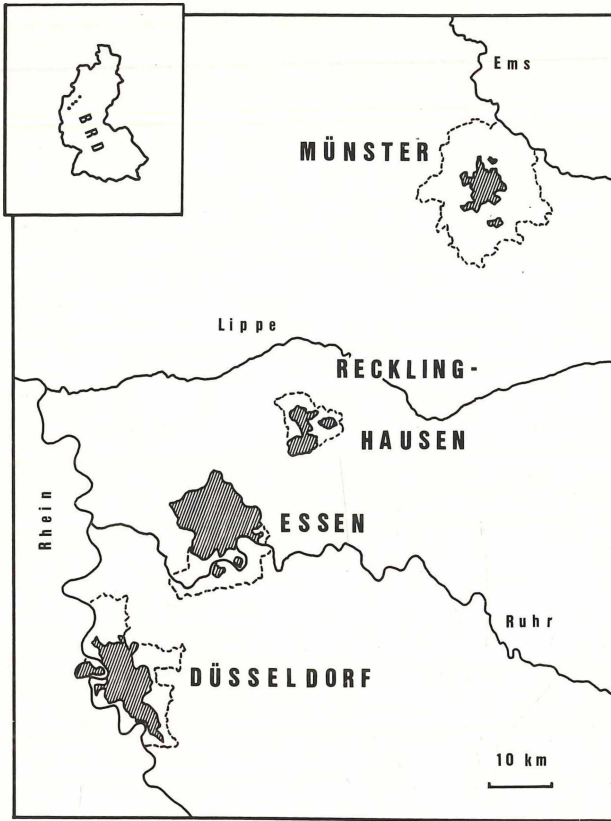 BRD
Ems
MÜNSTER
Lippe
RECKLING-
HAUSEN
Rhein
ESSEN
Ruhr
DÜSSELDORF
10 km